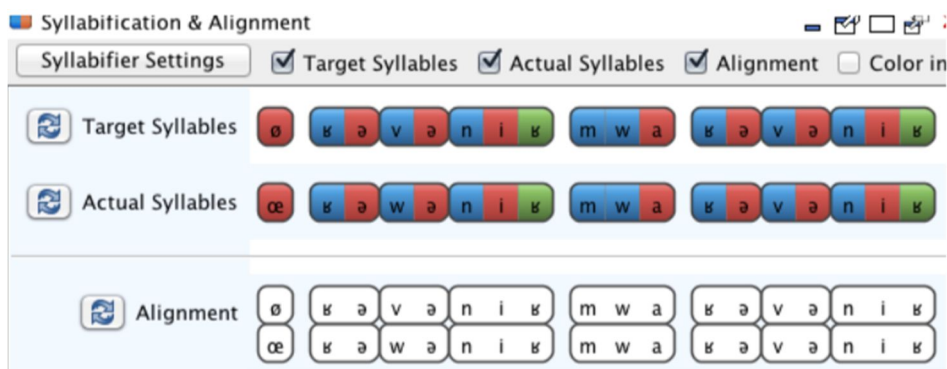 Syllabification & Alignment
Syllabifier Settings Target Syllables Actual Syllables Alignment Color in
Target Syllables ø ʁ ə v ə n i ʁ m w a ʁ ə v ə n i ʁ
Actual Syllables œ ʁ ə w ə n i ʁ m w a ʁ ə v ə n i ʁ
Alignment ø ʁ ə v ə n i ʁ m w a ʁ ə v ə n i ʁ
œ ʁ ə w ə n i ʁ m w a ʁ ə v ə n i ʁ